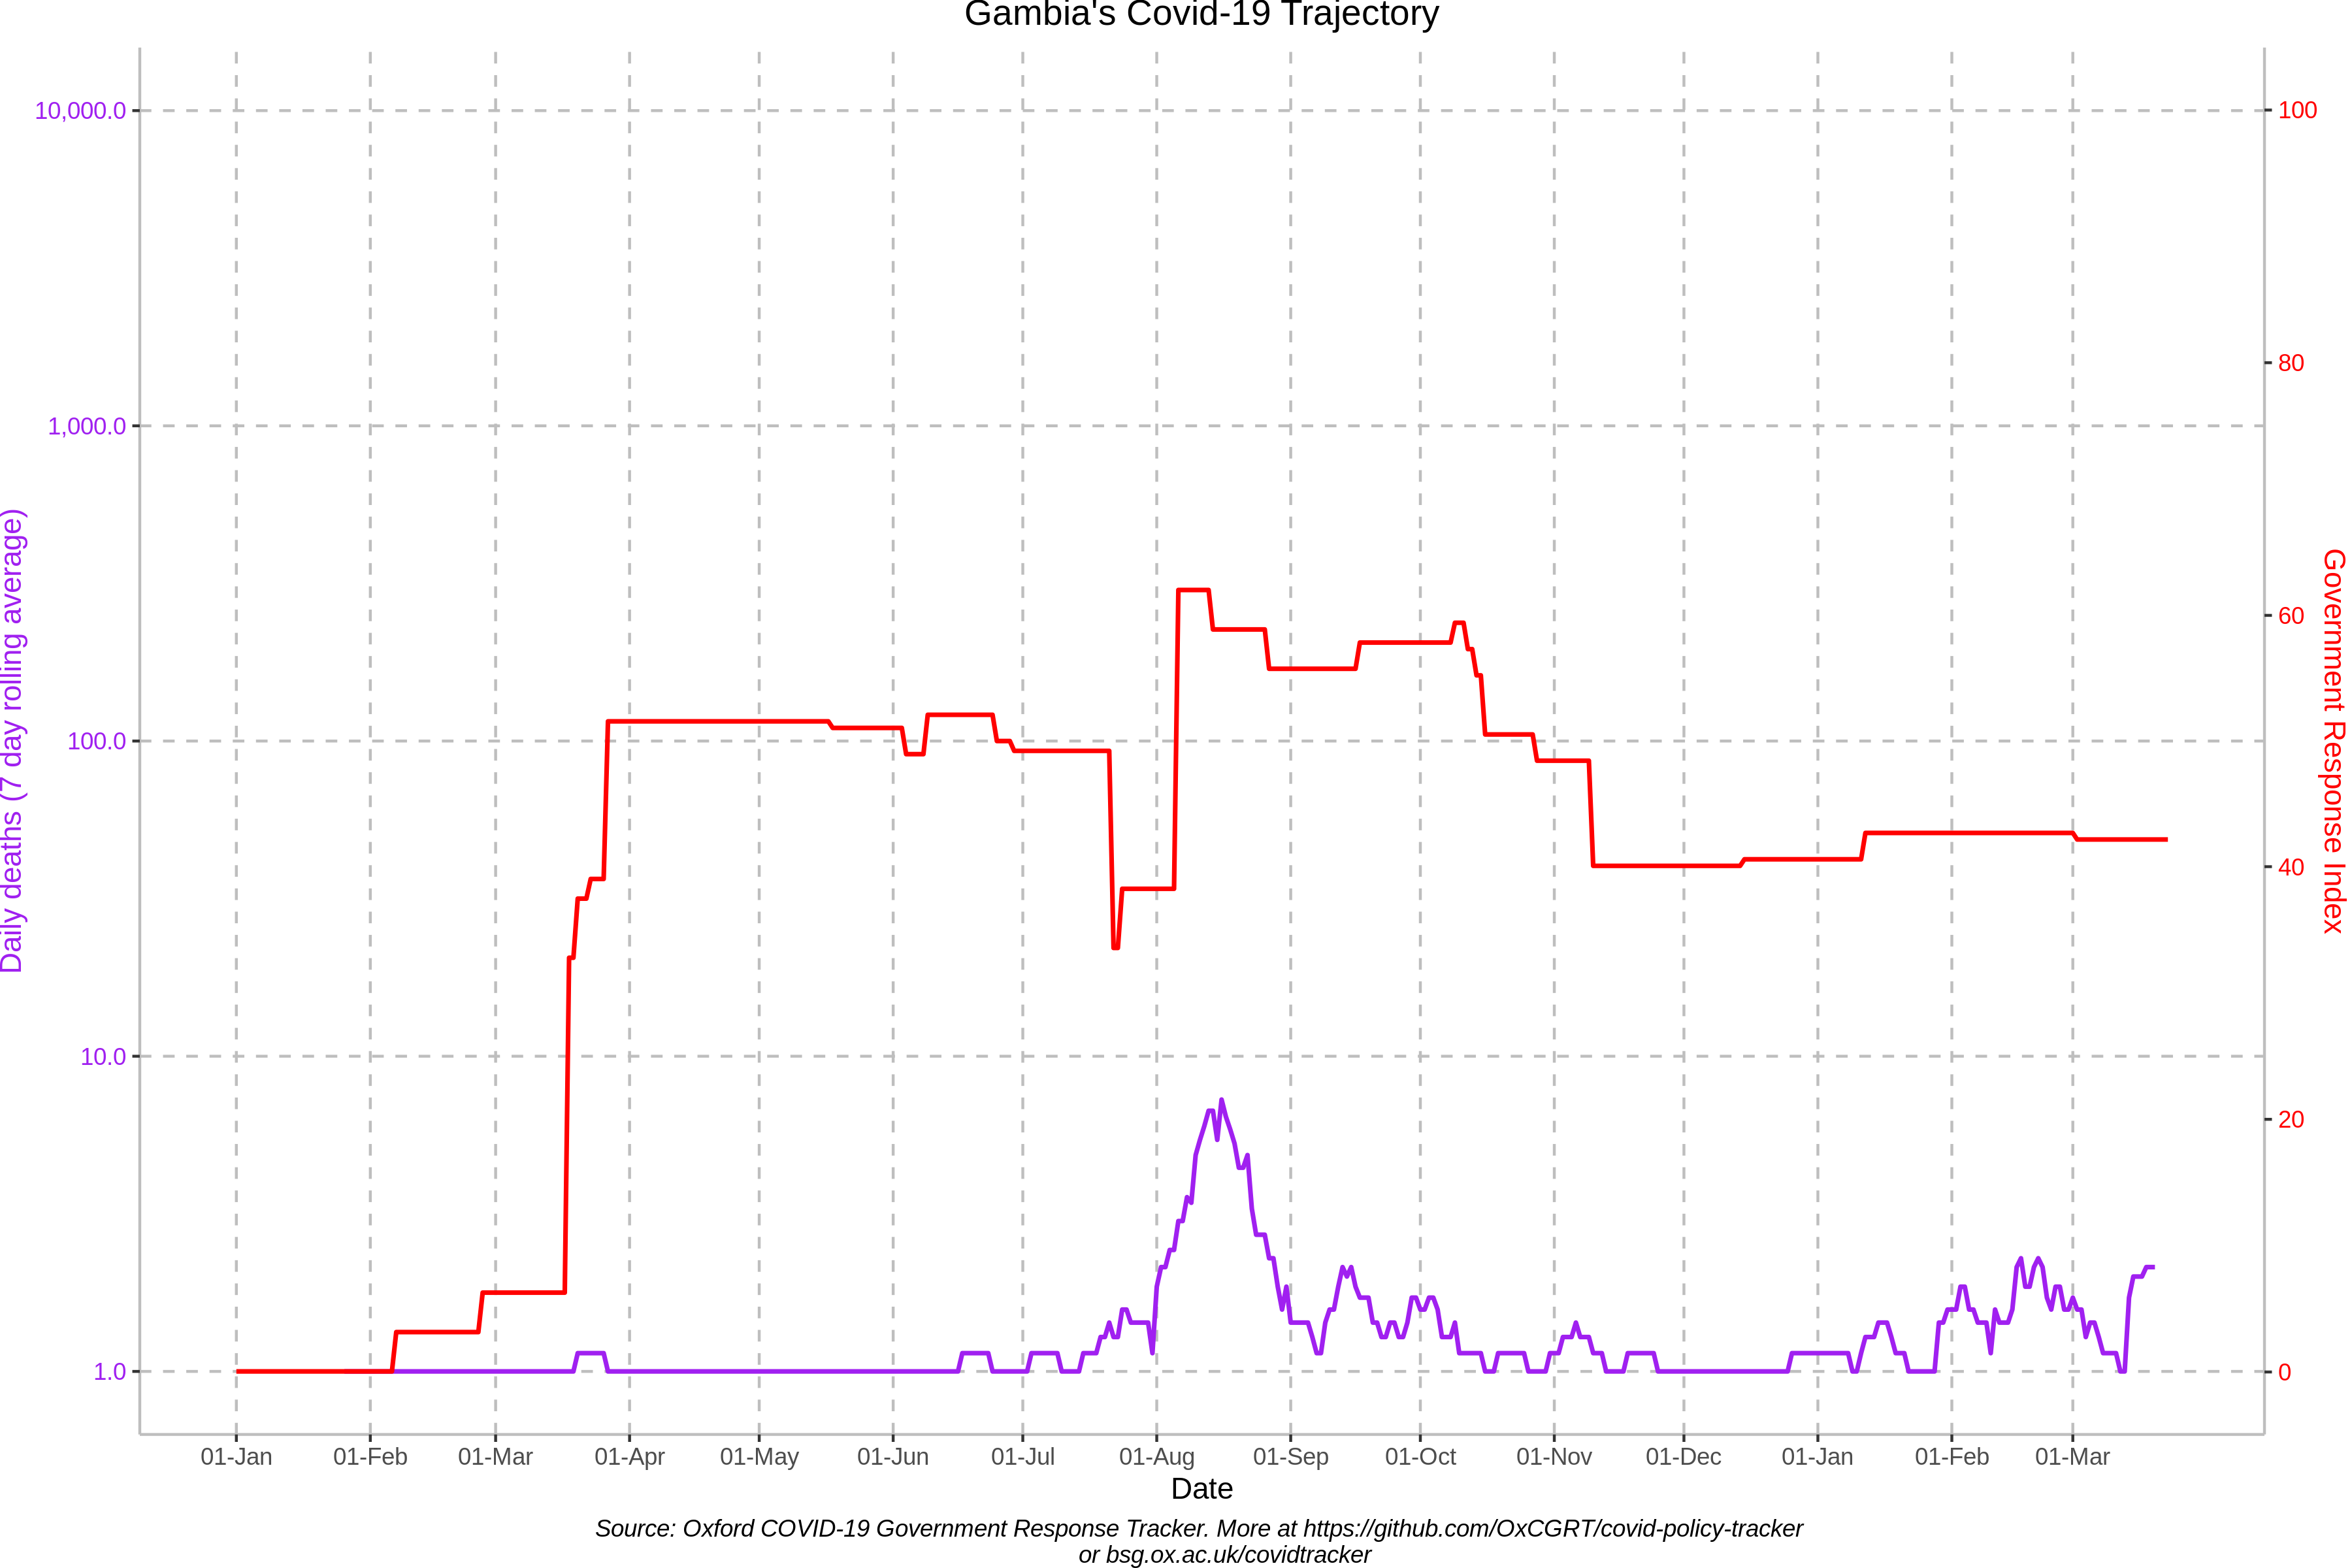 Gambia's Covid-19 Trajectory
10,000.0
1,000.0
100.0
10.0
1.0
Daily deaths (7 day rolling average)
100
80
60
40
20
0
Government Response Index
01-Jan 01-Feb 01-Mar 01-Apr 01-May 01-Jun 01-Jul 01-Aug 01-Sep 01-Oct 01-Nov 01-Dec 01-Jan 01-Feb 01-Mar
Date
Source: Oxford COVID-19 Government Response Tracker. More at https://github.com/OxCGRT/covid-policy-tracker
or bsg.ox.ac.uk/covidtracker